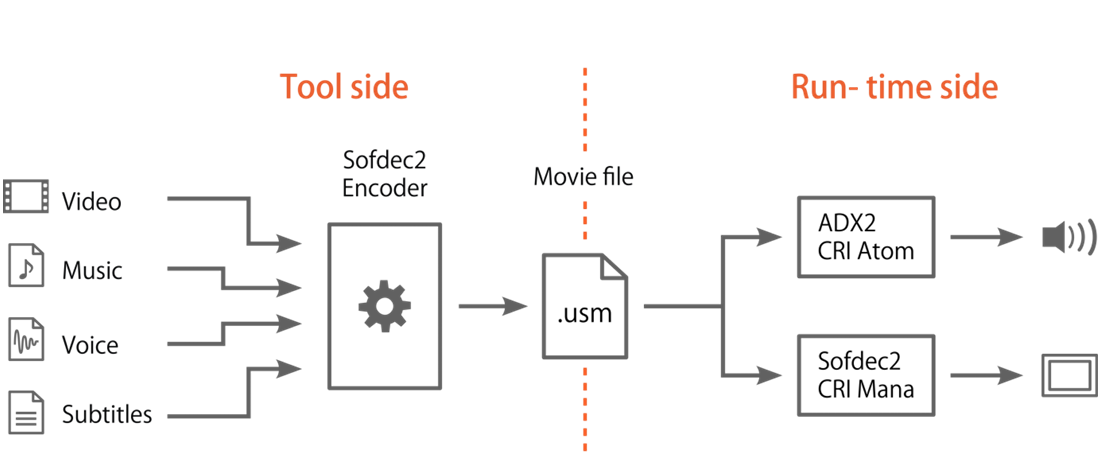 Tool side
Run- time side
Sofdec2
Encoder
Movie file
Video
Music
Voice
Subtitles
.usm
ADX2
CRI Atom
Sofdec2
CRI Mana